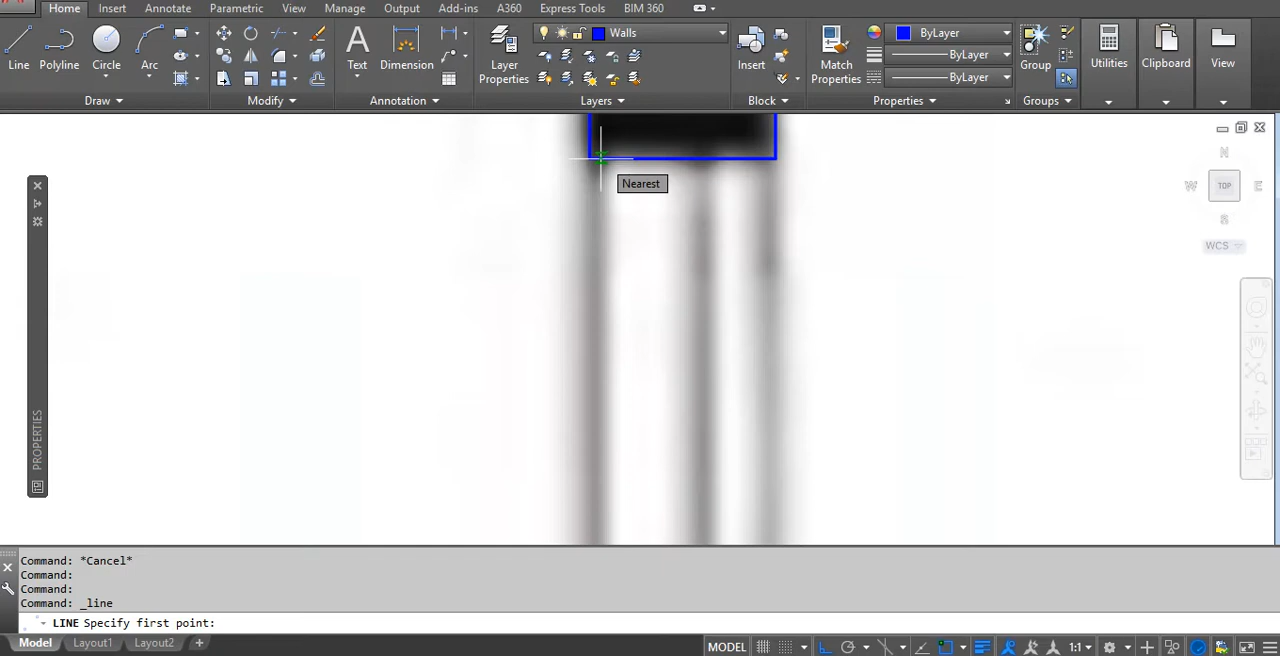 Home Insert Annotate Parametric View Manage Output Add-ins A360 Express Tools BIM 360
Walls
ByLayer
ByLayer
ByLayer
Line Polyline Circle Arc
Text Dimension
Layer Properties
Insert
Match Properties
Group
Utilities
Clipboard
View
Draw Modify Annotation Layers Block Properties Groups
N
W TOP E
S
WCS
Nearest
PROPERTIES
Command: *Cancel*
Command:
Command:
Command: _line
LINE Specify first point:
Model Layout1 Layout2 +
MODEL 1:1